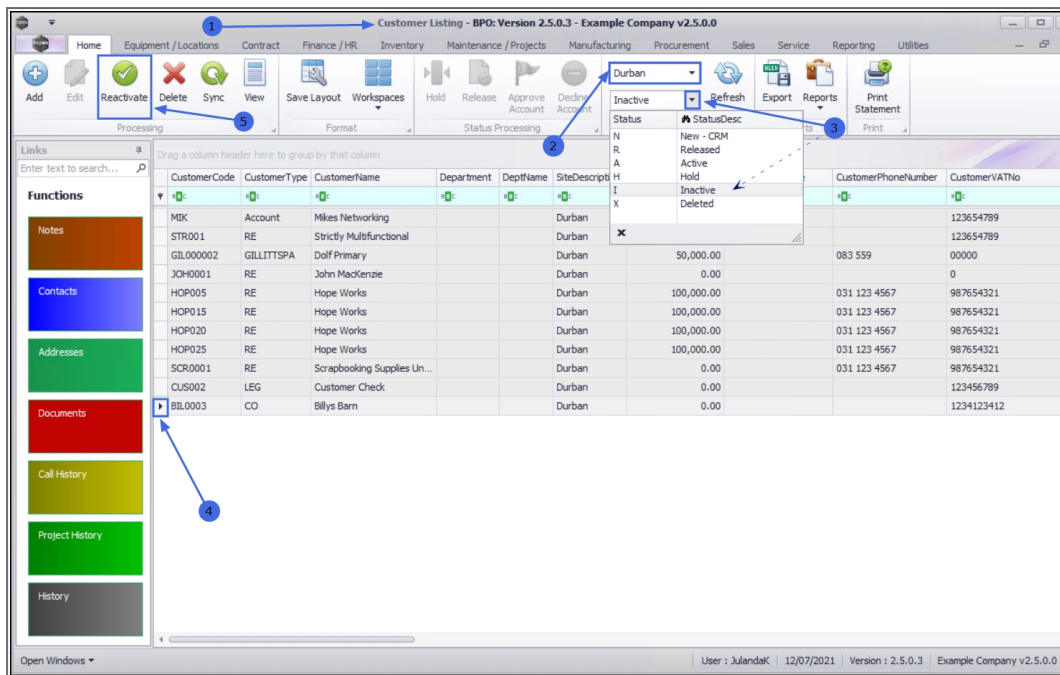 1
Customer Listing - BPO: Version 2.5.0.3 - Example Company v2.5.0.0
Home Equipment / Locations Contract Finance / HR Inventory Maintenance / Projects Manufacturing Procurement Sales Service Reporting Utilities
Add Edit Reactivate Delete Sync View Save Layout Workspaces Hold Release Approve Account Decline Account Durban Inactive Refresh Export Reports Print Statement
5 2 3
Processing Format Status Processing Print
Status StatusDesc
N New - CRM
R Released
A Active
H Hold
I Inactive
X Deleted
Links
Enter text to search...
Functions
Notes
Contacts
Addresses
Documents
Call History
Project History
History
Drag a column header here to group by that column
CustomerCode CustomerType CustomerName Department DeptName SiteDescripti CustomerPhoneNumber CustomerVATNo
MIK Account Mikes Networking Durban 123654789
STR001 RE Strictly Multifunctional Durban 123654789
GIL000002 GILLITTSPA Dolf Primary Durban 50,000.00 083 559 00000
JOH0001 RE John MacKenzie Durban 0.00 0
HOP005 RE Hope Works Durban 100,000.00 031 123 4567 987654321
HOP015 RE Hope Works Durban 100,000.00 031 123 4567 987654321
HOP020 RE Hope Works Durban 100,000.00 031 123 4567 987654321
HOP025 RE Hope Works Durban 100,000.00 031 123 4567 987654321
SCR0001 RE Scrapbooking Supplies Un... Durban 0.00 031 123 4567 987654321
CUS002 LEG Customer Check Durban 0.00 123456789
BIL0003 CO Billys Barn Durban 0.00 1234123412
4
Open Windows User : JulandaK 12/07/2021 Version : 2.5.0.3 Example Company v2.5.0.0